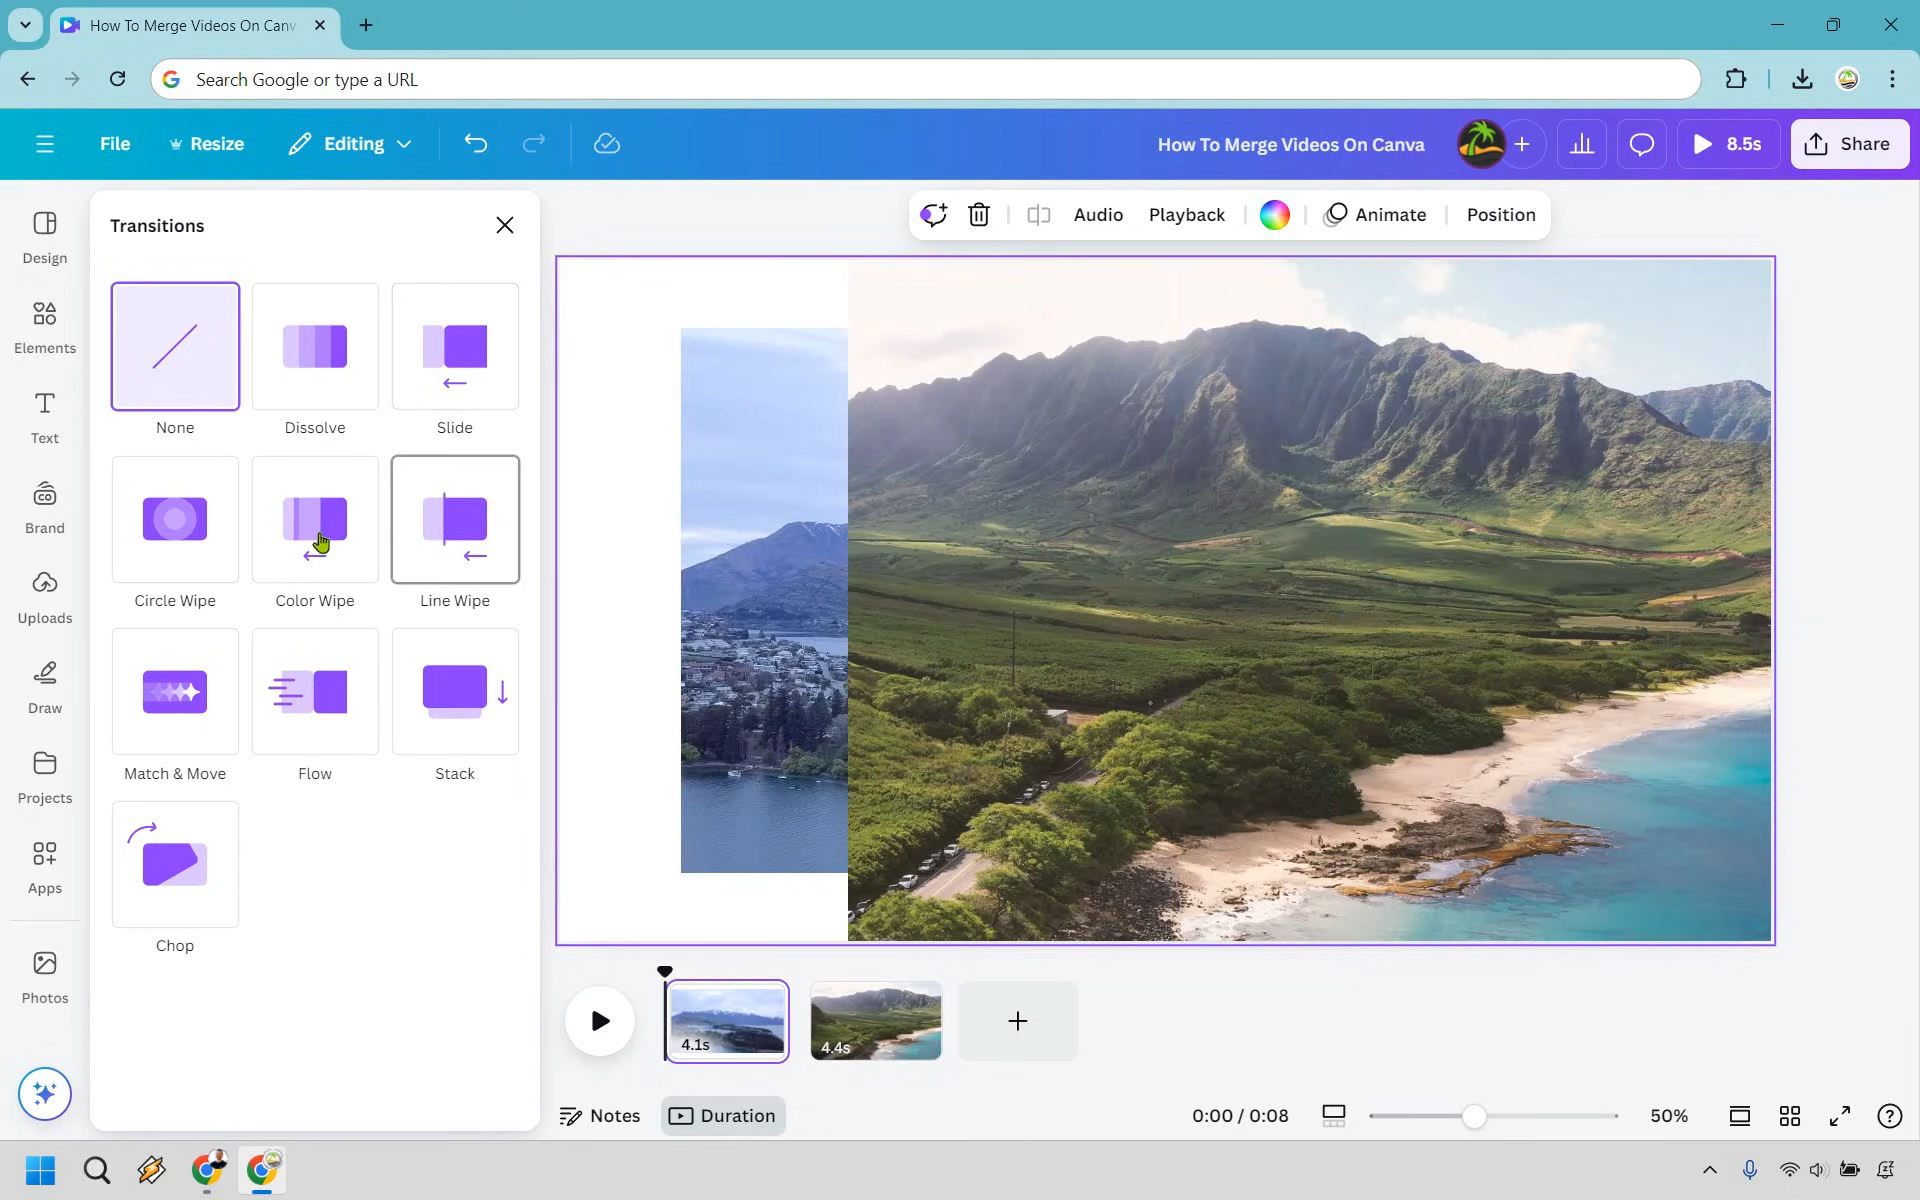 How To Merge Videos On Canv
Search Google or type a URL
File
Resize
Editing
How To Merge Videos On Canva
8.5s
Share
Transitions
Audio
Playback
Animate
Position
Design
Elements
Text
Brand
Uploads
Draw
Projects
Apps
Photos
None
Dissolve
Slide
Circle Wipe
Color Wipe
Line Wipe
Match & Move
Flow
Stack
Chop
4.1s
4.4s
Notes
Duration
0:00 / 0:08
50%